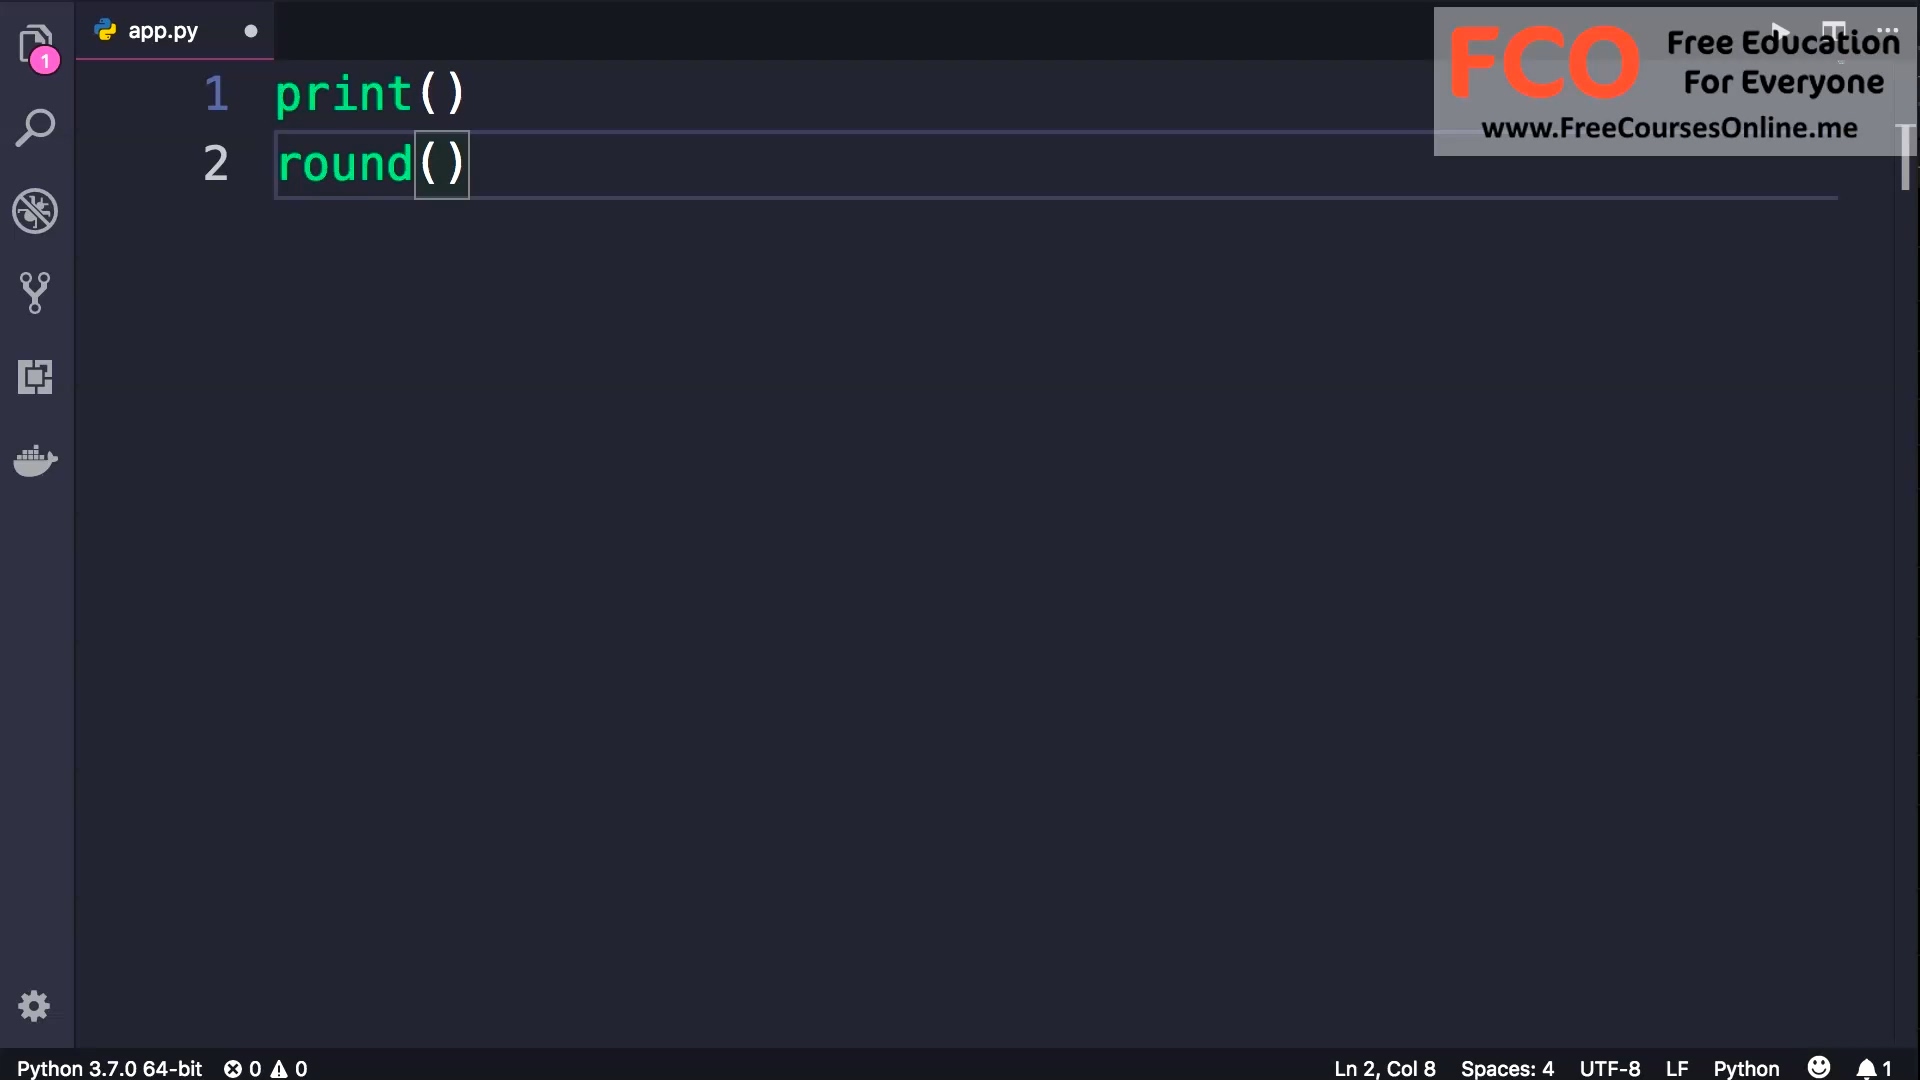 app.py
1
FCO Free Education
For Everyone
www.FreeCoursesOnline.me
1 print()
2 round()
Python 3.7.0 64-bit 0 0 Ln 2, Col 8 Spaces: 4 UTF-8 LF Python 1